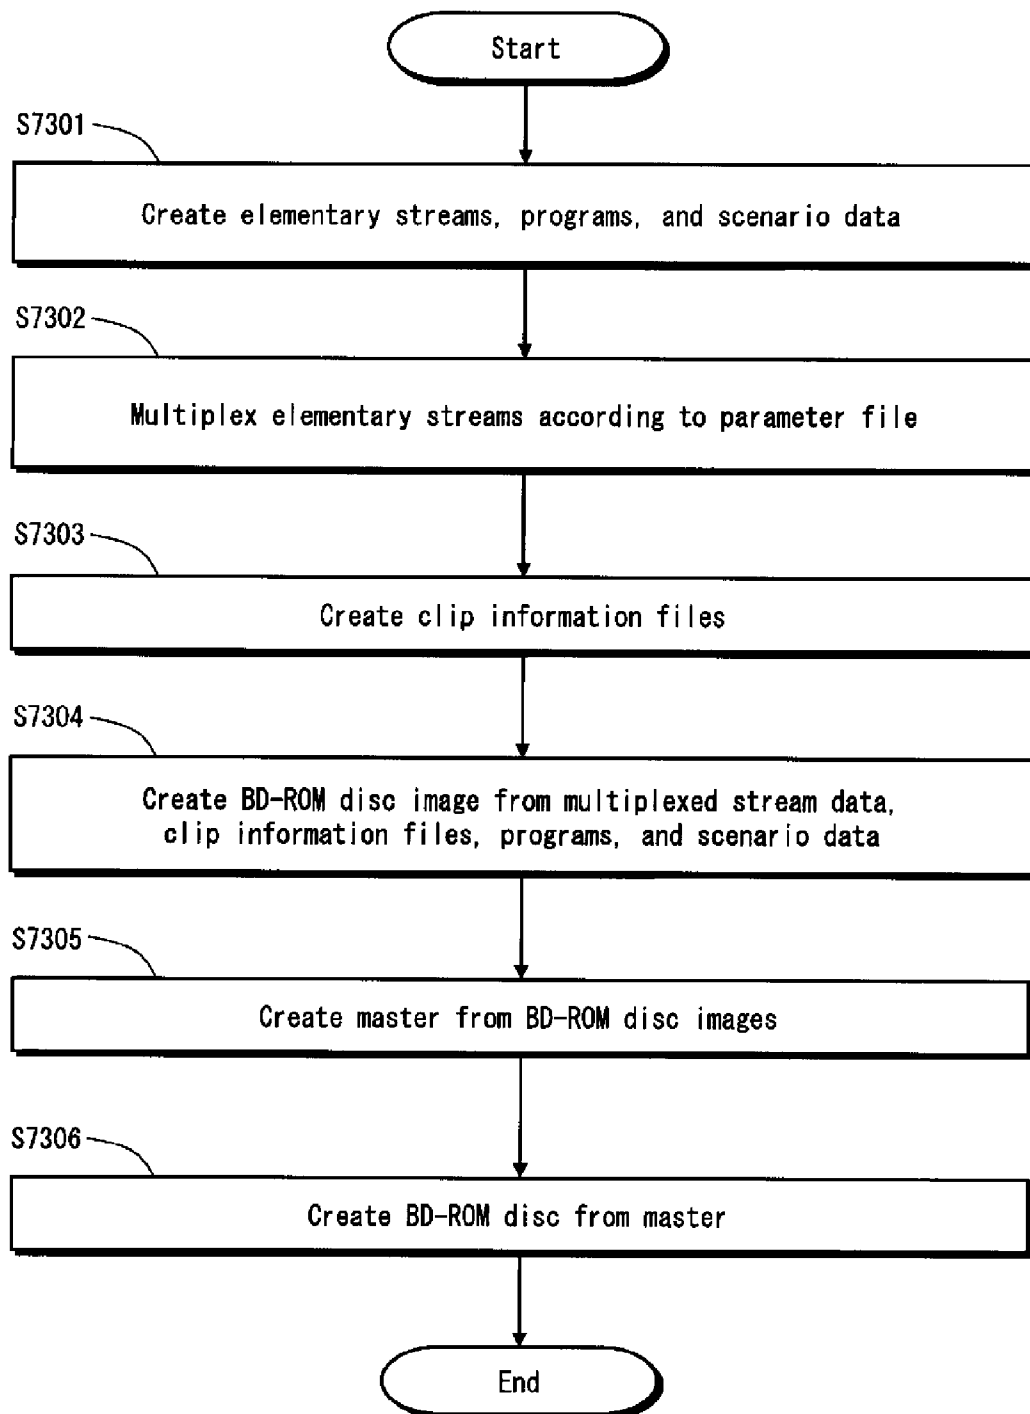 Start
S7301
Create elementary streams, programs, and scenario data
S7302
Multiplex elementary streams according to parameter file
S7303
Create clip information files
S7304
Create BD-ROM disc image from multiplexed stream data,
clip information files, programs, and scenario data
S7305
Create master from BD-ROM disc images
S7306
Create BD-ROM disc from master
End